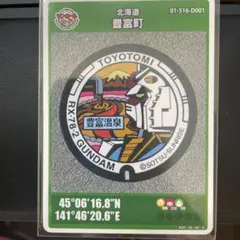 北海道
豊富町
01-516-D001
TOYOTOMI
豊富温泉
RX-78-2 GUNDAM
©SOTSU·SUNRISE
45°06'16.8"N
141°46'20.6"E